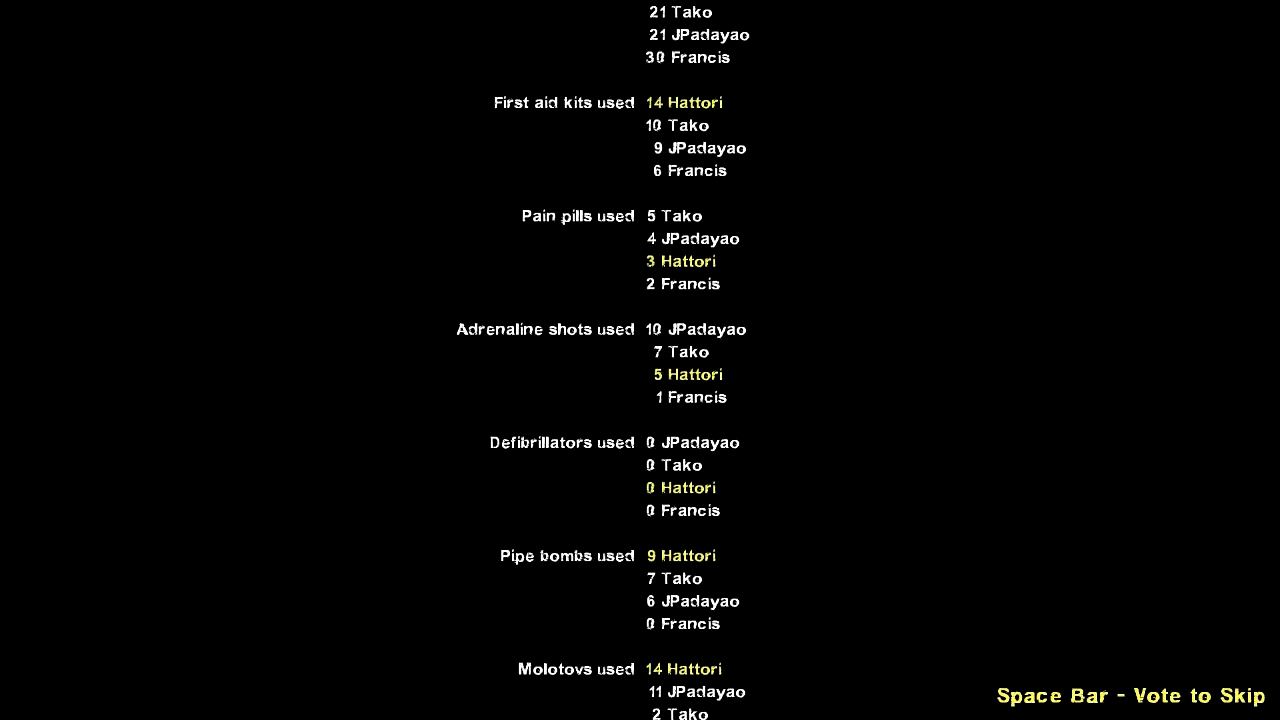 21 Tako
21 JPadayao
30 Francis
First aid kits used 14 Hattori
10 Tako
9 JPadayao
6 Francis
Pain pills used 5 Tako
4 JPadayao
3 Hattori
2 Francis
Adrenaline shots used 10 JPadayao
7 Tako
5 Hattori
1 Francis
Defibrillators used 0 JPadayao
0 Tako
0 Hattori
0 Francis
Pipe bombs used 9 Hattori
7 Tako
6 JPadayao
0 Francis
Molotovs used 14 Hattori
11 JPadayao
2 Tako
Space Bar - Vote to Skip